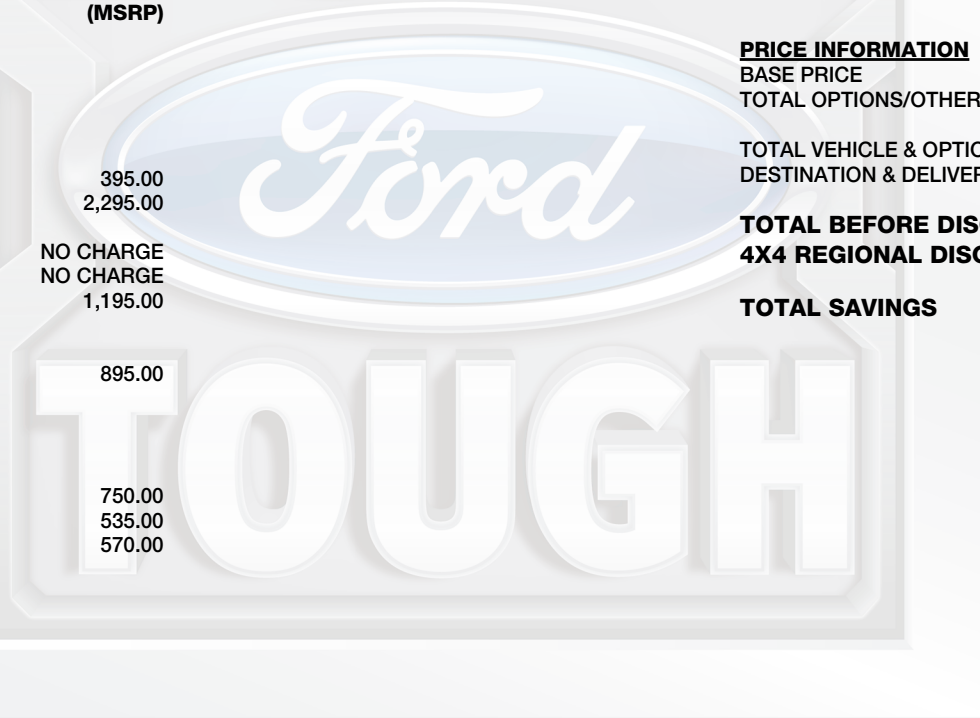 (MSRP)
395.00
2,295.00
NO CHARGE
NO CHARGE
1,195.00
895.00
750.00
535.00
570.00
PRICE INFORMATION
BASE PRICE
TOTAL OPTIONS/OTHER
TOTAL VEHICLE & OPTIO
DESTINATION & DELIVER
TOTAL BEFORE DISC
4X4 REGIONAL DISC
TOTAL SAVINGS
Ford
TOUGH